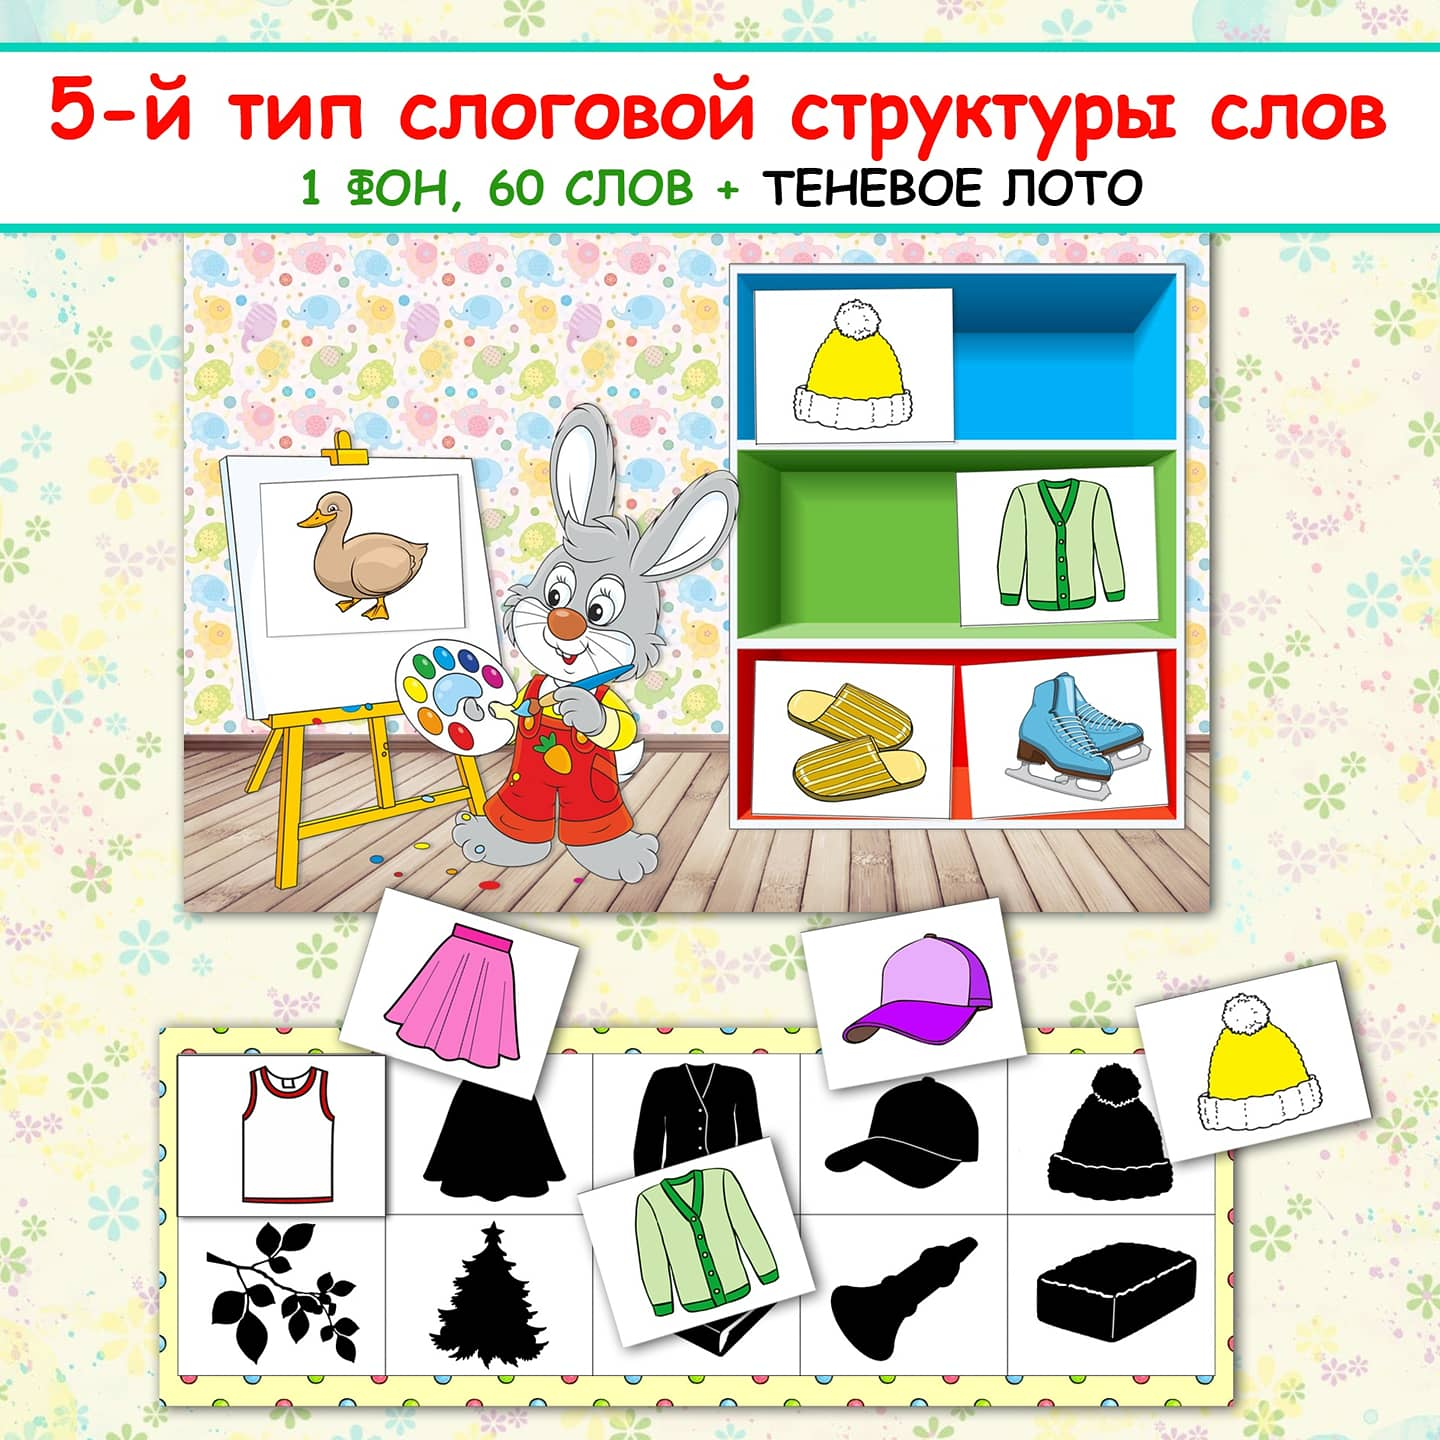 5-й тип слоговой структуры слов
1 ФОН, 60 СЛОВ + ТЕНЕВОЕ ЛОТО